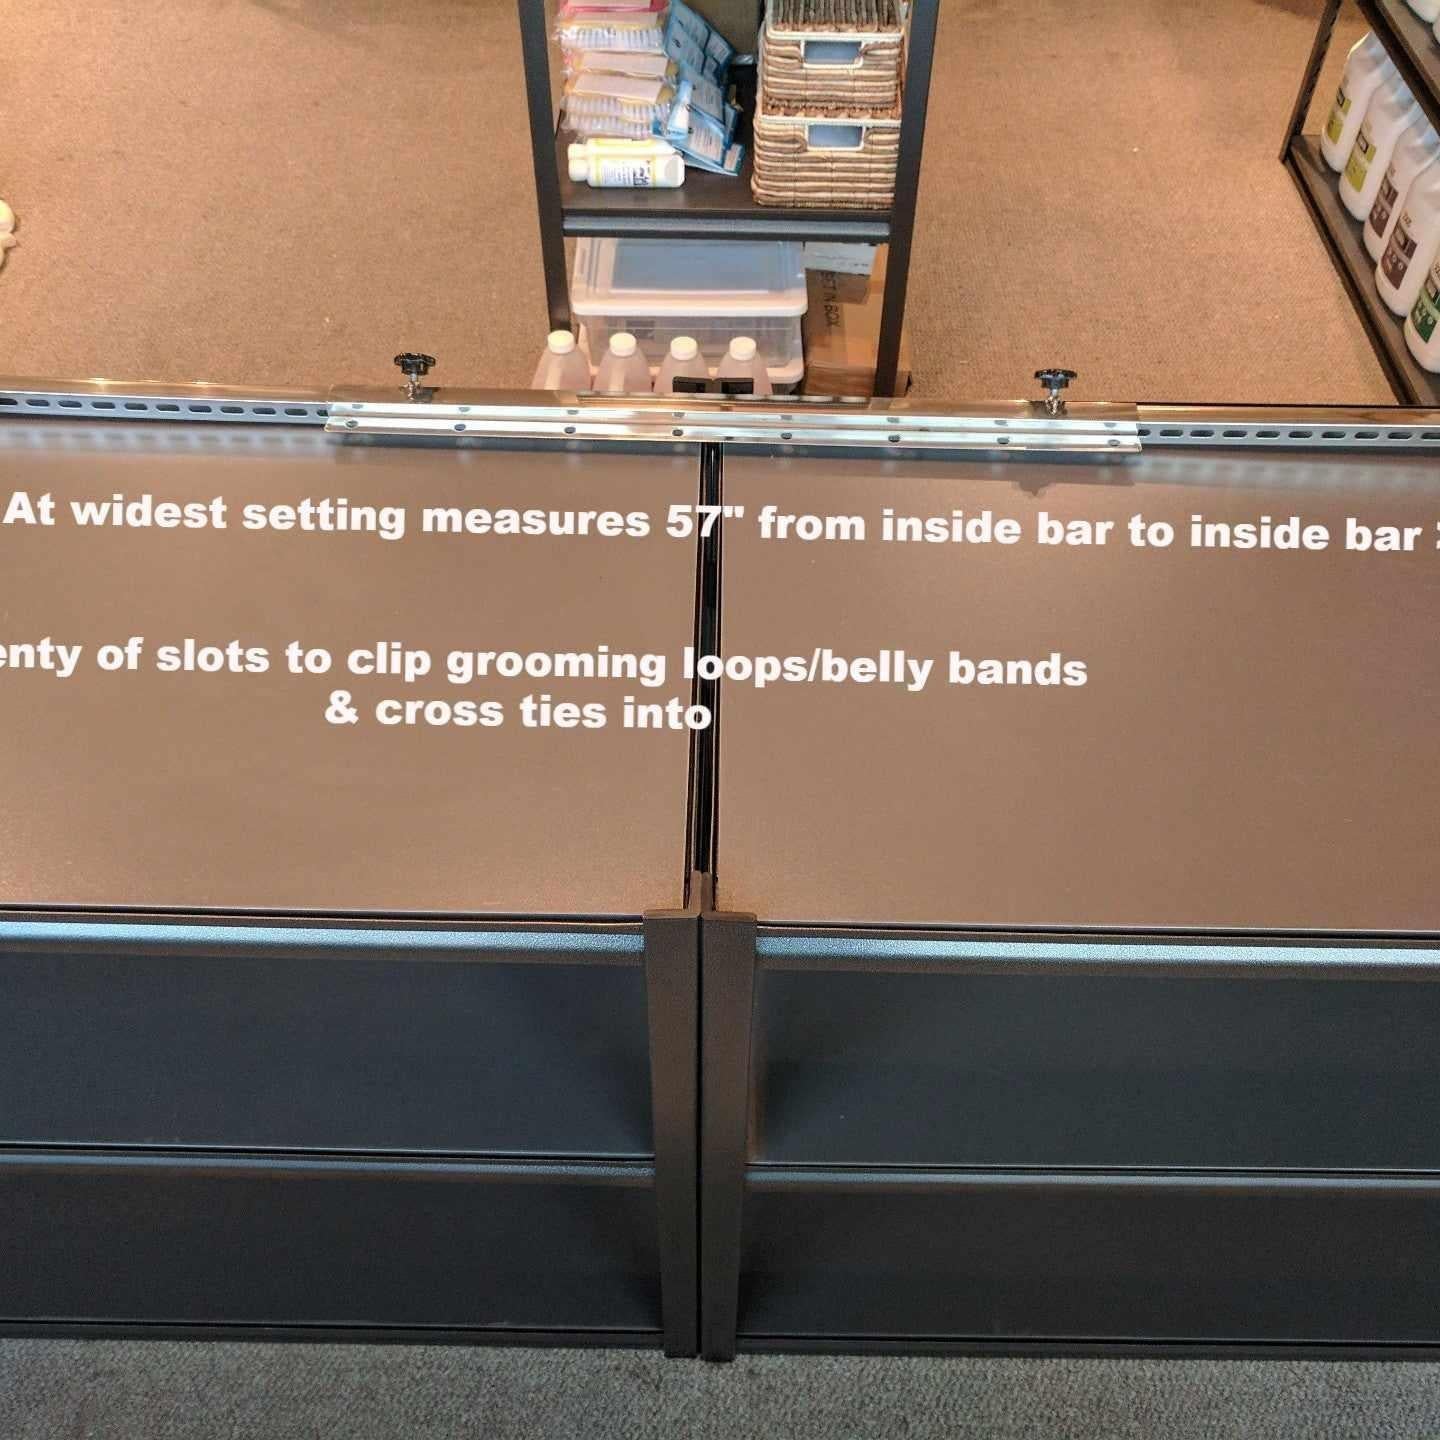 At widest setting measures 57" from inside bar to inside bar
enty of slots to clip grooming loops/belly bands
& cross ties into